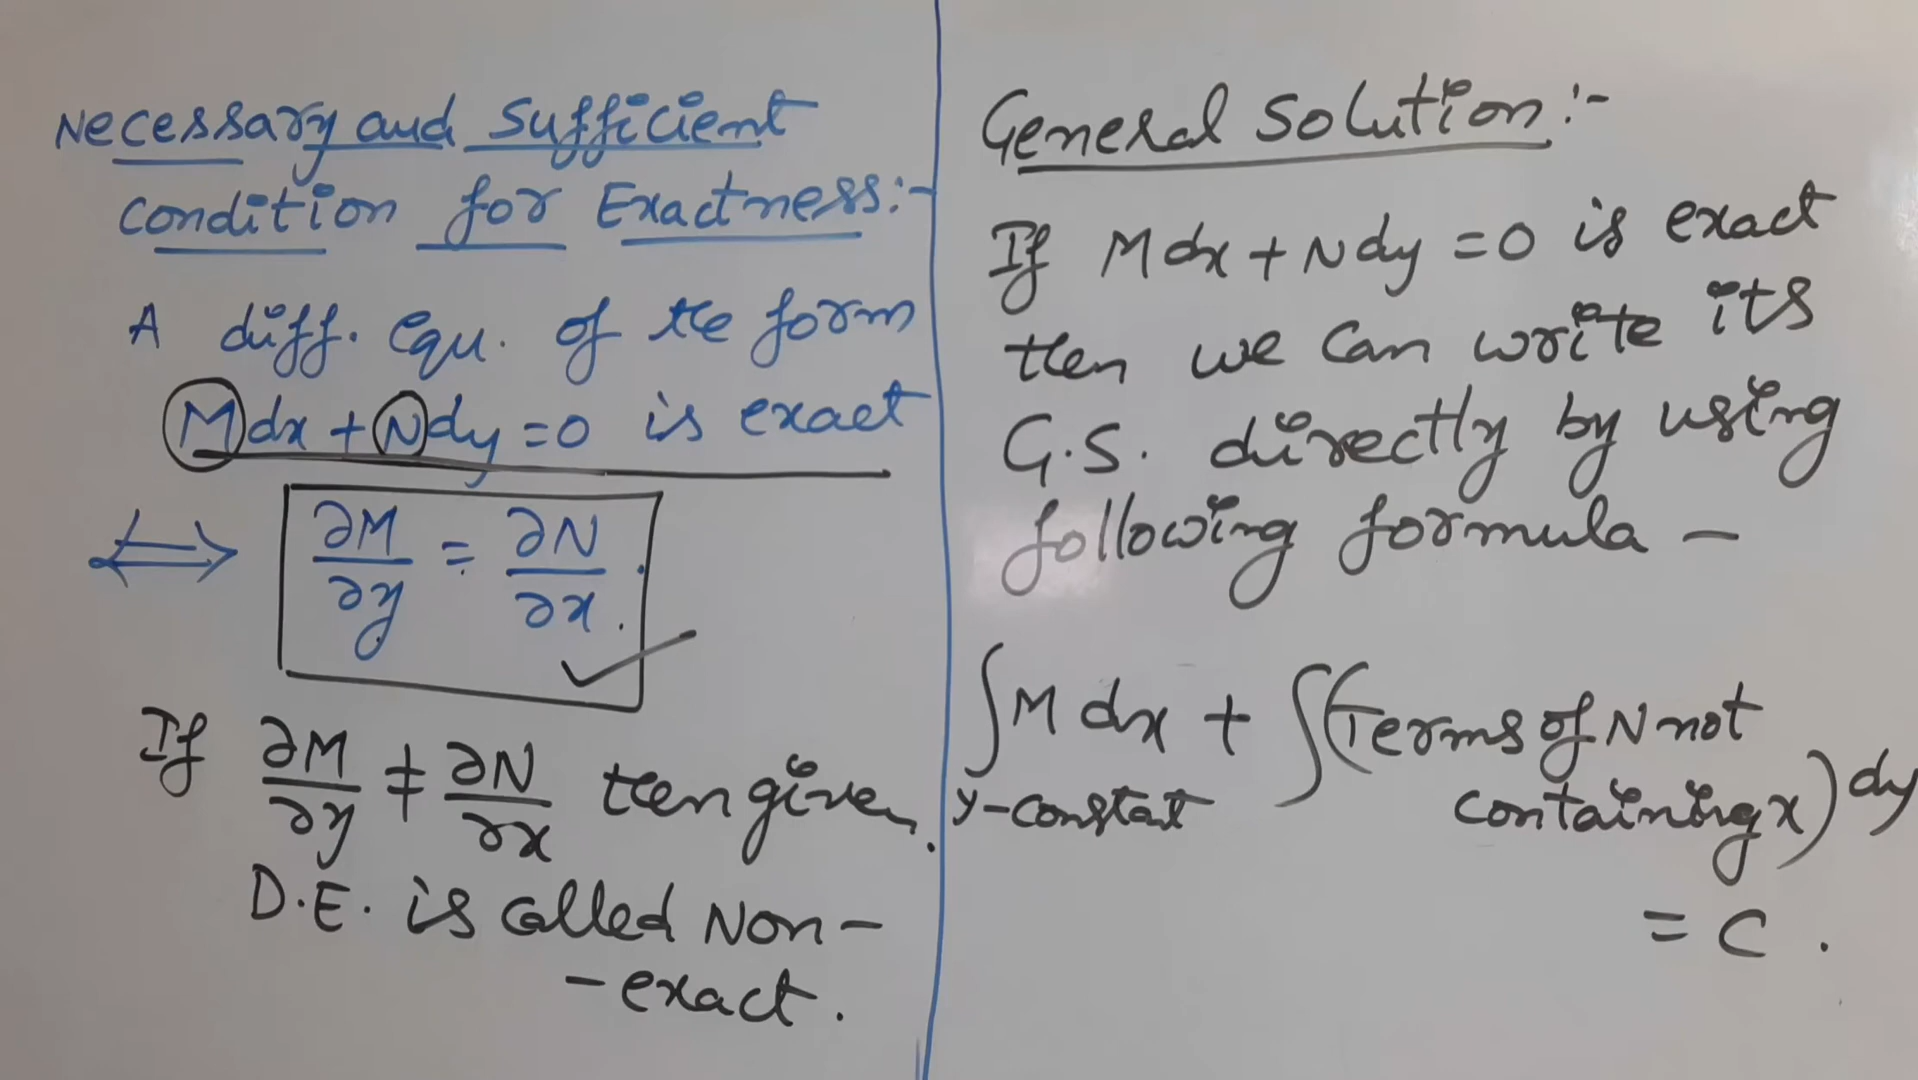 Necessary and Sufficient
condition for Exactness:-
A diff. equ. of the form
Mdx + Ndy = 0 is exact
⟺ ∂M/∂y = ∂N/∂x.
If ∂M/∂y ≠ ∂N/∂x then given
D.E. is called Non-
-exact.
General Solution:-
If Mdx + Ndy = 0 is exact
then we can write its
G.S. directly by using
following formula –
∫M dx + ∫(Terms of N not
y-constant containing x) dy
= C.